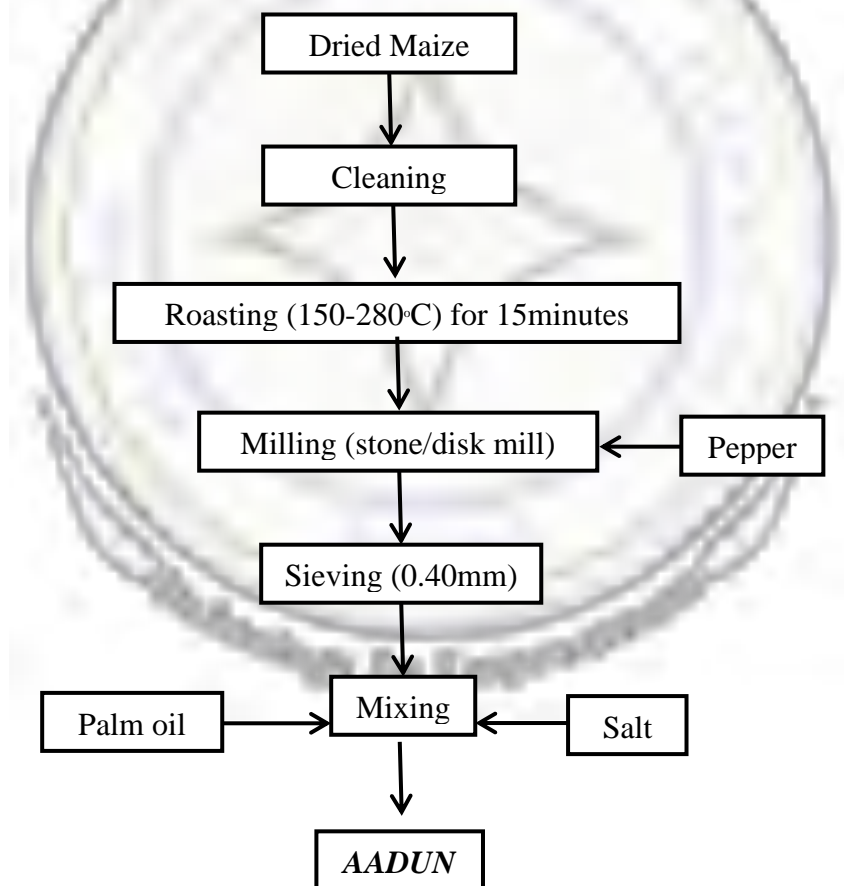 Dried Maize
Cleaning
Roasting (150-280°C) for 15minutes
Milling (stone/disk mill)
Pepper
Sieving (0.40mm)
Mixing
Palm oil
Salt
AADUN